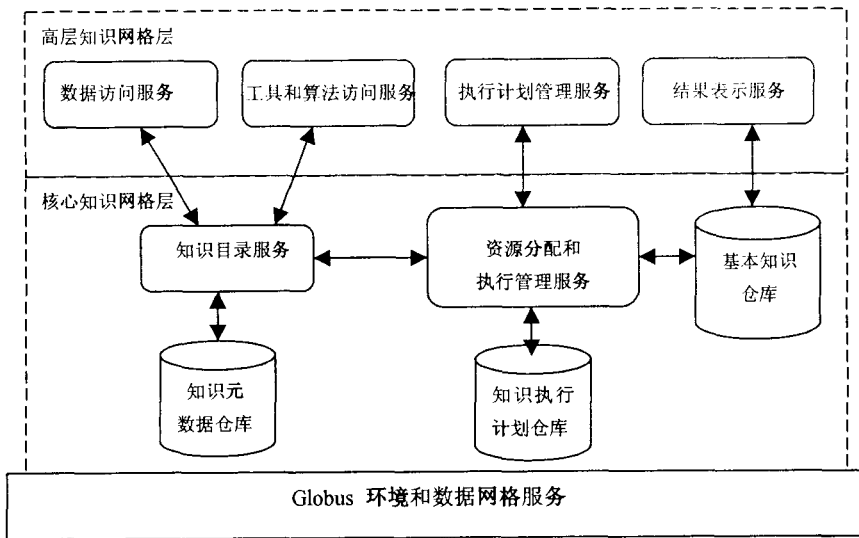 高层知识网格层
数据访问服务
工具和算法访问服务
执行计划管理服务
结果表示服务
核心知识网格层
知识目录服务
资源分配和
执行管理服务
基本知识
仓库
知识元
数据仓库
知识执行
计划仓库
Globus 环境和数据网格服务